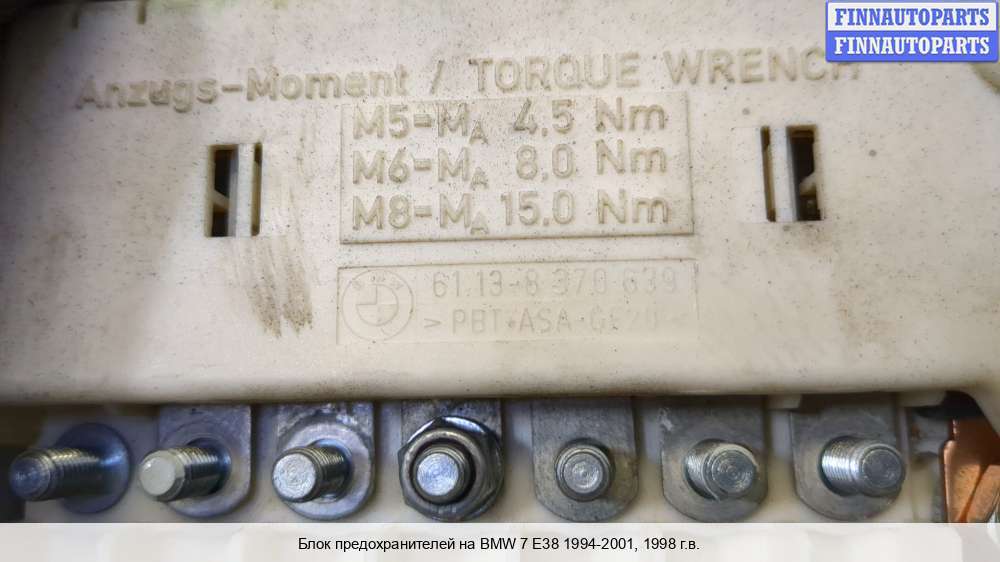 FINNAUTOPARTS
FINNAUTOPARTS
Anzugs-Moment / TORQUE WRENCH
M5=MA 4.5 Nm
M6-MA 8.0 Nm
M8-MA 15.0 Nm
61.13-8 370 639
> PBT+ASA-GF20 <
Блок предохранителей на BMW 7 E38 1994-2001, 1998 г.в.